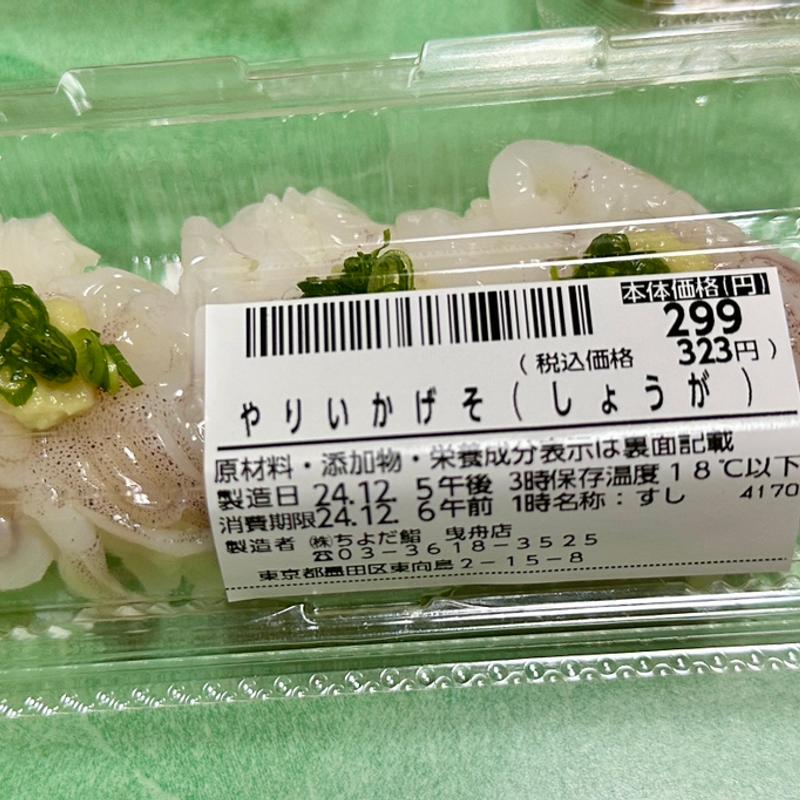 本体価格(円)
299
(税込価格 323円)
やりいかげそ(しょうが)
原材料・添加物・栄養成分表示は裏面記載
製造日 24.12. 5午後 3時保存温度18℃以下
消費期限24.12. 6午前 1時名称:すし 4170
製造者 ㈱ちよだ鮨 曳舟店
☎03-3618-3525
東京都墨田区東向島2-15-8